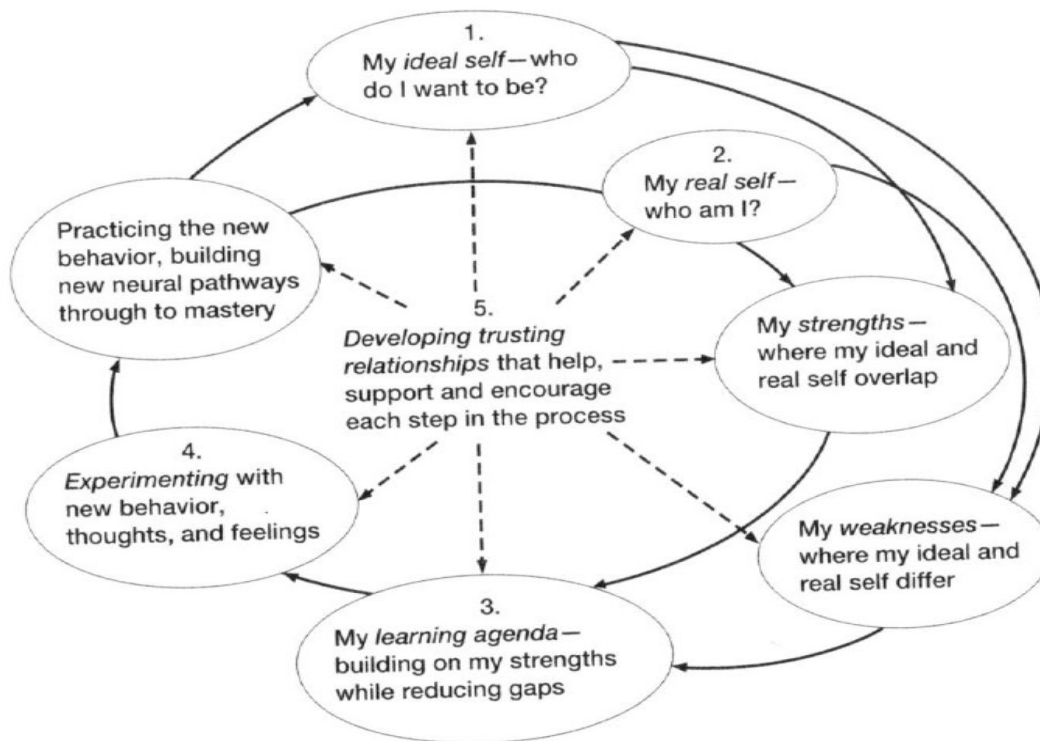 1.
My ideal self—who
do I want to be?
2.
My real self—
who am I?
Practicing the new
behavior, building
new neural pathways
through to mastery
5.
Developing trusting
relationships that help,
support and encourage
each step in the process
My strengths—
where my ideal and
real self overlap
4.
Experimenting with
new behavior,
thoughts, and feelings
My weaknesses—
where my ideal and
real self differ
3.
My learning agenda—
building on my strengths
while reducing gaps